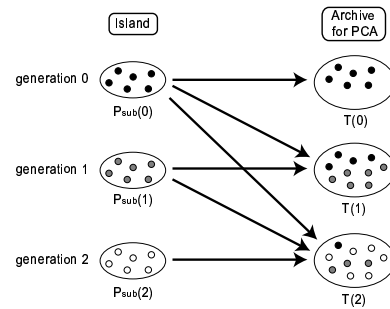 Island
Archive
for PCA
generation 0
Psub(0)
T(0)
generation 1
Psub(1)
T(1)
generation 2
Psub(2)
T(2)